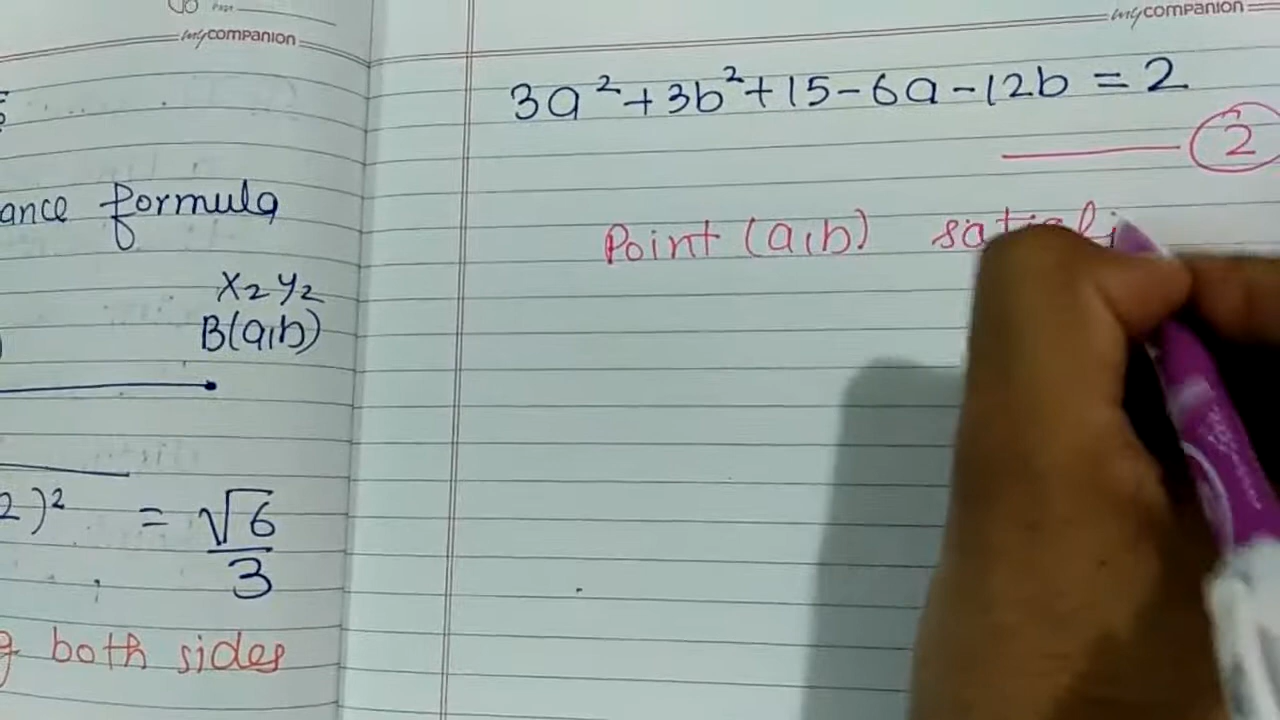 Page
my companion
ance formula
x2 y2
B(a,b)
2)² = √6/3
g both sides
my companion
3a²+3b²+15-6a-12b = 2
2
Point (a,b)